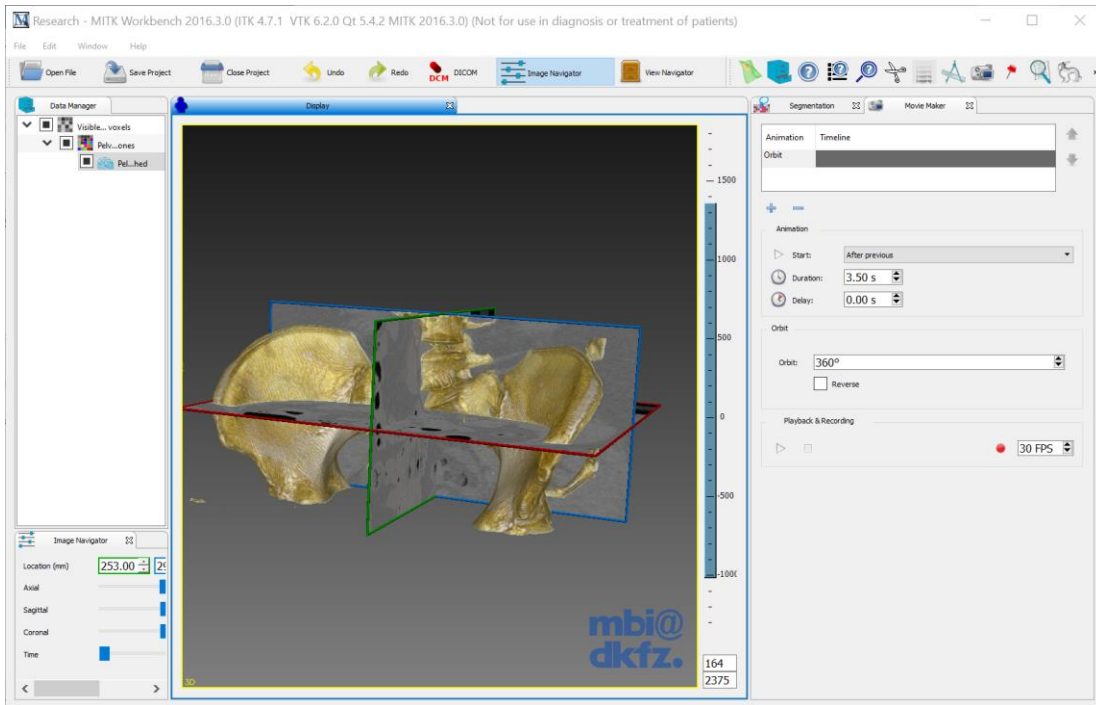 Research - MITK Workbench 2016.3.0 (ITK 4.7.1 VTK 6.2.0 Qt 5.4.2 MITK 2016.3.0) (Not for use in diagnosis or treatment of patients)
File Edit Window Help
Open File Save Project Close Project Undo Redo DCM DICOM Image Navigator View Navigator
Data Manager
Visible... voxels
Pelv...ones
Pel...hed
Image Navigator
Location (mm) 253.00 29
Axial
Sagittal
Coronal
Time
Display
1500
1000
500
0
-500
-1000
mbi@
dkfz.
3D
164
2375
Segmentation Movie Maker
Animation Timeline
Orbit
Animation
Start: After previous
Duration: 3.50 s
Delay: 0.00 s
Orbit
Orbit: 360°
Reverse
Playback & Recording
30 FPS